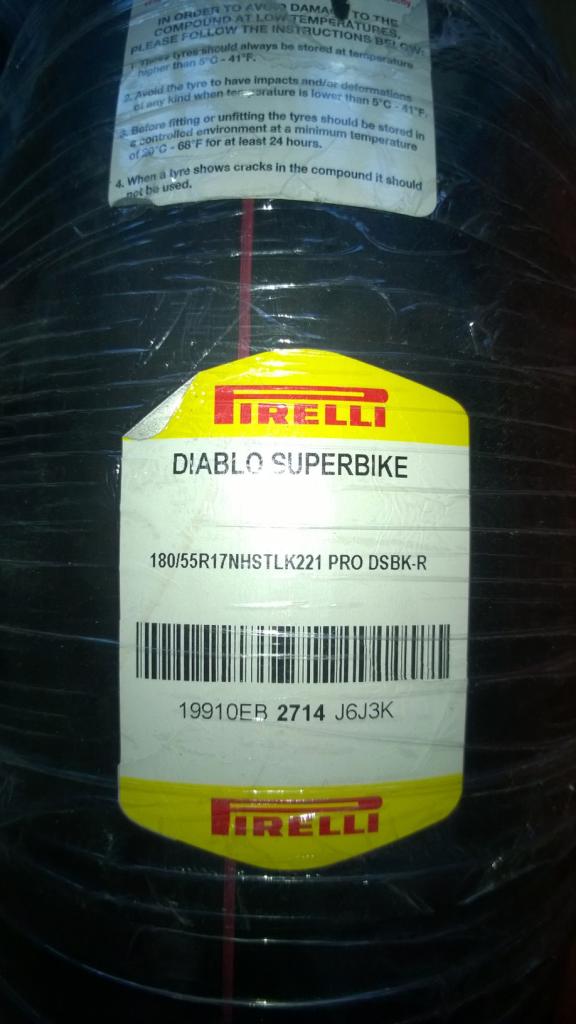 IN ORDER TO AVOID DAMAGE TO THE
COMPOUND AT LOW TEMPERATURES,
PLEASE FOLLOW THE INSTRUCTIONS BELOW:
1. These tyres should always be stored at temperature
higher than 5°C - 41°F.
2. Avoid the tyre to have impacts and/or deformations
of any kind when temperature is lower than 5°C - 41°F.
3. Before fitting or unfitting the tyres should be stored in
a controlled environment at a minimum temperature
of 20°C - 68°F for at least 24 hours.
4. When a tyre shows cracks in the compound it should
not be used.
PIRELLI
DIABLO SUPERBIKE
180/55R17NHSTLK221 PRO DSBK-R
19910EB 2714 J6J3K
PIRELLI